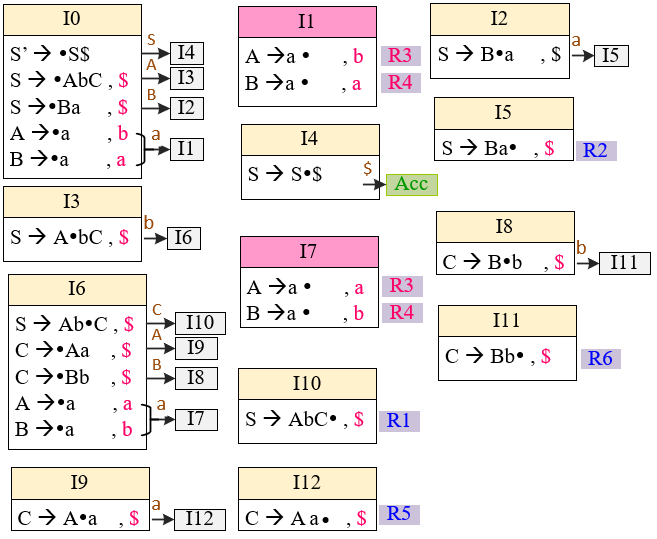 I0
S' → •S$ S I4
S → •AbC , $ A I3
S →•Ba , $ B I2
A →•a , b a I1
B →•a , a
I1
A →a • , b R3
B →a • , a R4
I2
S → B•a , $ a I5
I5
S → Ba• , $ R2
I4
S → S•$ $ Acc
I3
S → A•bC , $ b I6
I8
C → B•b , $ b I11
I7
A →a • , a R3
B →a • , b R4
I6
S → Ab•C , $ C I10
C →•Aa , $ A I9
C →•Bb , $ B I8
A →•a , a a I7
B →•a , b
I11
C → Bb• , $ R6
I10
S → AbC• , $ R1
I9
C → A•a , $ a I12
I12
C → A a • , $ R5